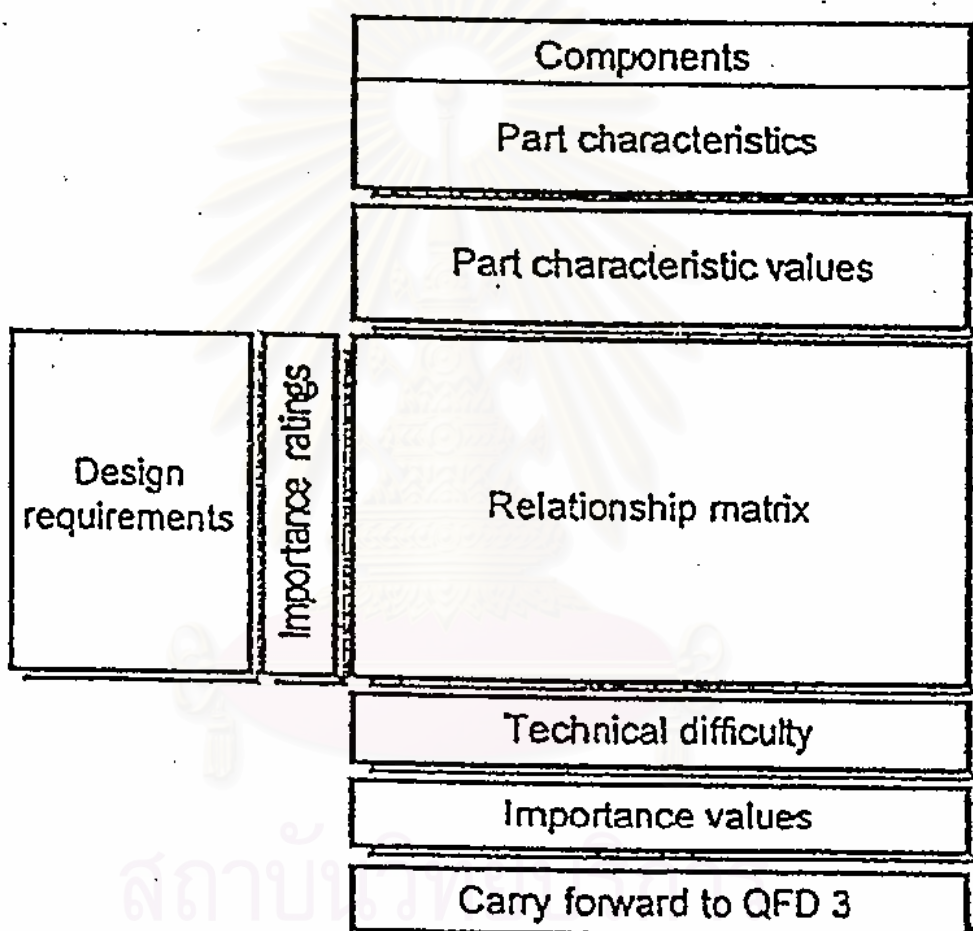 Components
Part characteristics
Part characteristic values
Design
requirements
Importance ratings
Relationship matrix
Technical difficulty
Importance values
Carry forward to QFD 3